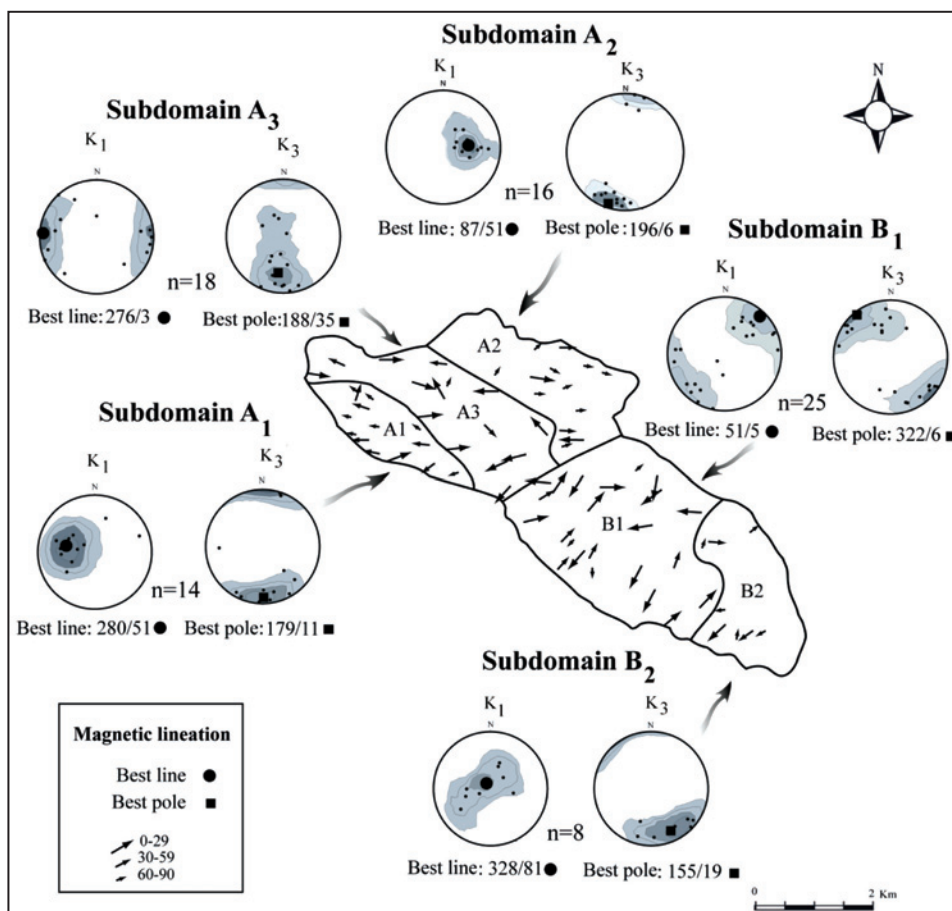 Subdomain A2
K1
N
K3
N
n=16
Best line: 87/51
Best pole:196/6
N
Subdomain A3
K1
N
K3
N
n=18
Best line:276/3
Best pole:188/35
Subdomain B1
K1
N
K3
N
n=25
Best line:51/5
Best pole:322/6
Subdomain A1
K1
N
K3
N
n=14
Best line: 280/51
Best pole:179/11
A2
A3
A1
B1
B2
Subdomain B2
K1
N
K3
N
n=8
Best line: 328/81
Best pole:155/19
Magnetic lineation
Best line
Best pole
0-29
30-59
60-90
0 2 Km